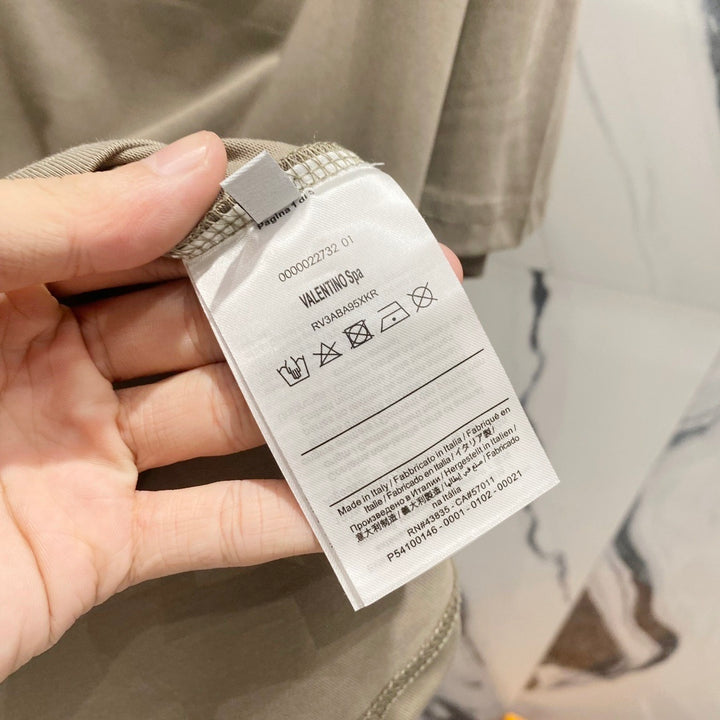 Pagina 1 di
0000022732 01
VALENTINO Spa
RV3ABA95XKR
Made in Italy / Fabbricato in Italia / Fabriqué en
Italie / Fabricado en Italia / イタリア製 /
Произведено в Италии / Hergestellt in Italien /
意大利制造 / 義大利製造 / صنع في إيطاليا / Fabricado
na Itália
RN#43835 - CA#57011
P54100146 -0001 - 0102 - 00021